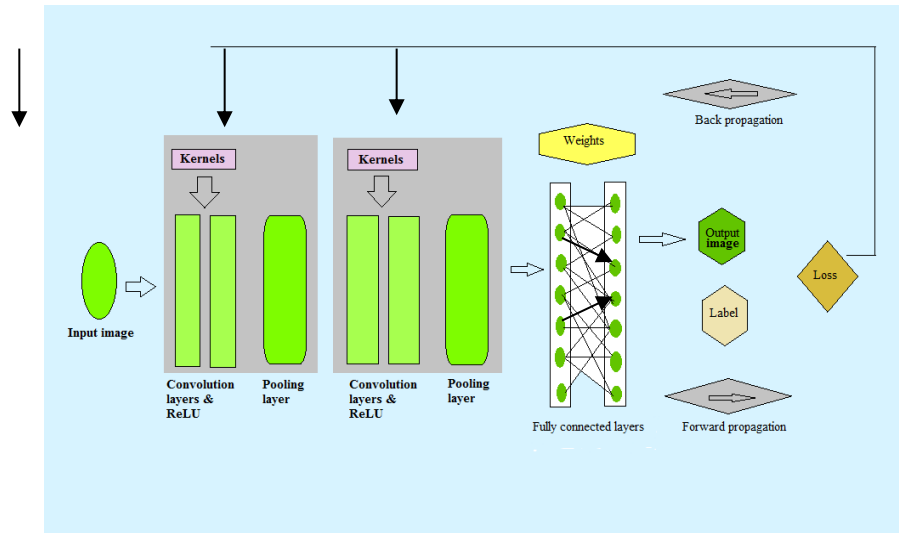 Back propagation
Weights
Kernels
Kernels
Output
image
Loss
Label
Input image
Convolution
layers &
ReLU
Pooling
layer
Convolution
layers &
ReLU
Pooling
layer
Fully connected layers
Forward propagation